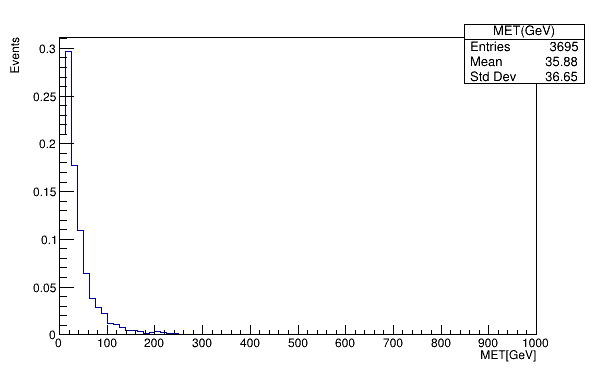 MET(GeV)
Entries 3695
Mean 35.88
Std Dev 36.65
Events
0.3
0.25
0.2
0.15
0.1
0.05
0
0 100 200 300 400 500 600 700 800 900 1000
MET[GeV]